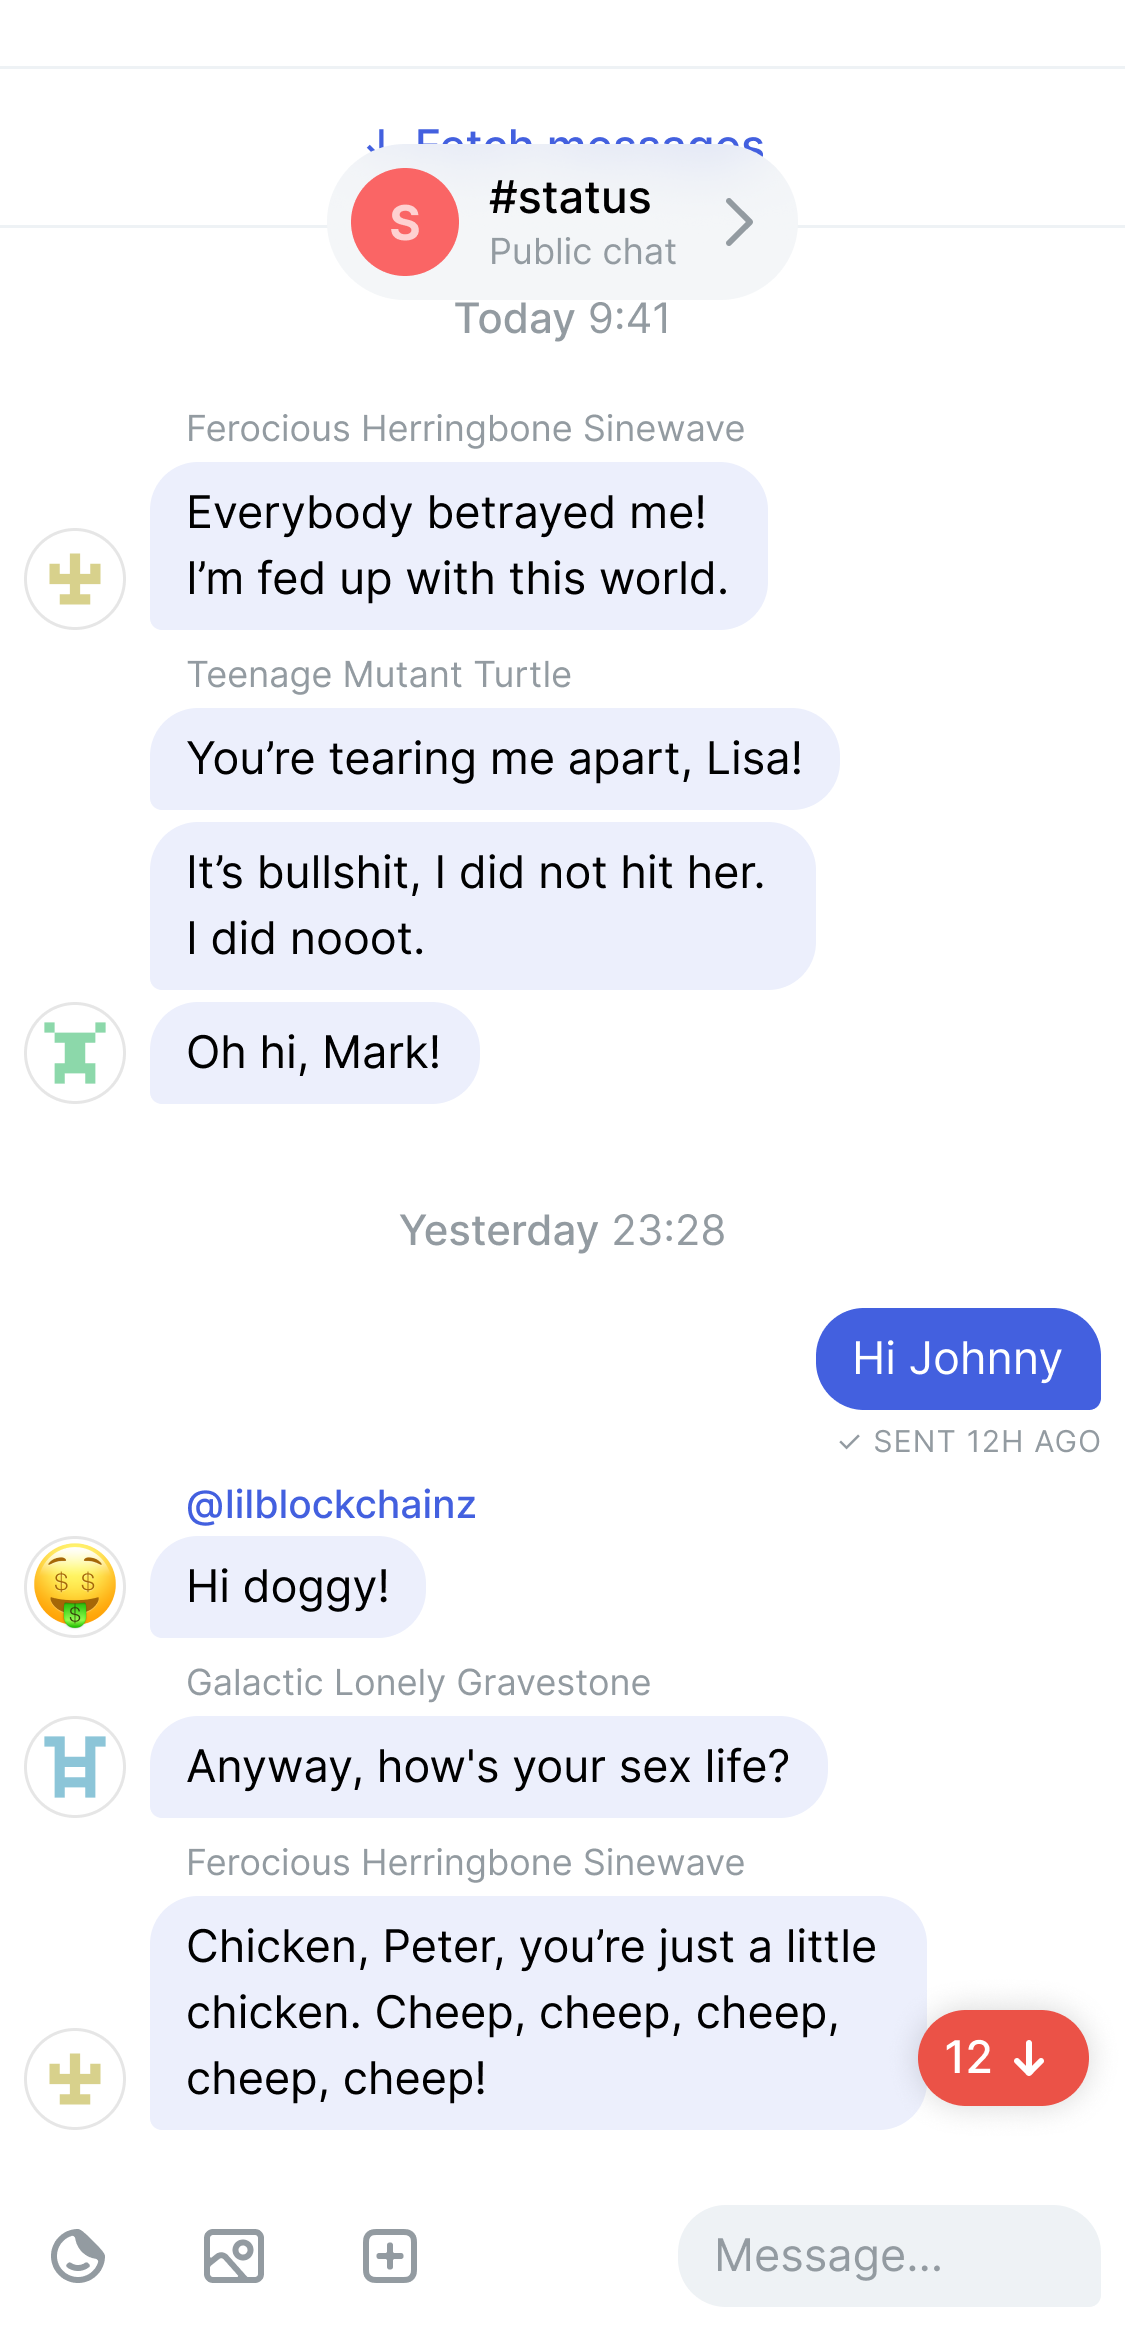 Fetch messages
S
#status
Public chat
Today 9:41
Ferocious Herringbone Sinewave
Everybody betrayed me!
I’m fed up with this world.
Teenage Mutant Turtle
You’re tearing me apart, Lisa!
It’s bullshit, I did not hit her.
I did nooot.
Oh hi, Mark!
Yesterday 23:28
Hi Johnny
✓ SENT 12H AGO
@lilblockchainz
Hi doggy!
Galactic Lonely Gravestone
Anyway, how's your sex life?
Ferocious Herringbone Sinewave
Chicken, Peter, you’re just a little
chicken. Cheep, cheep, cheep,
cheep, cheep!
12
Message...